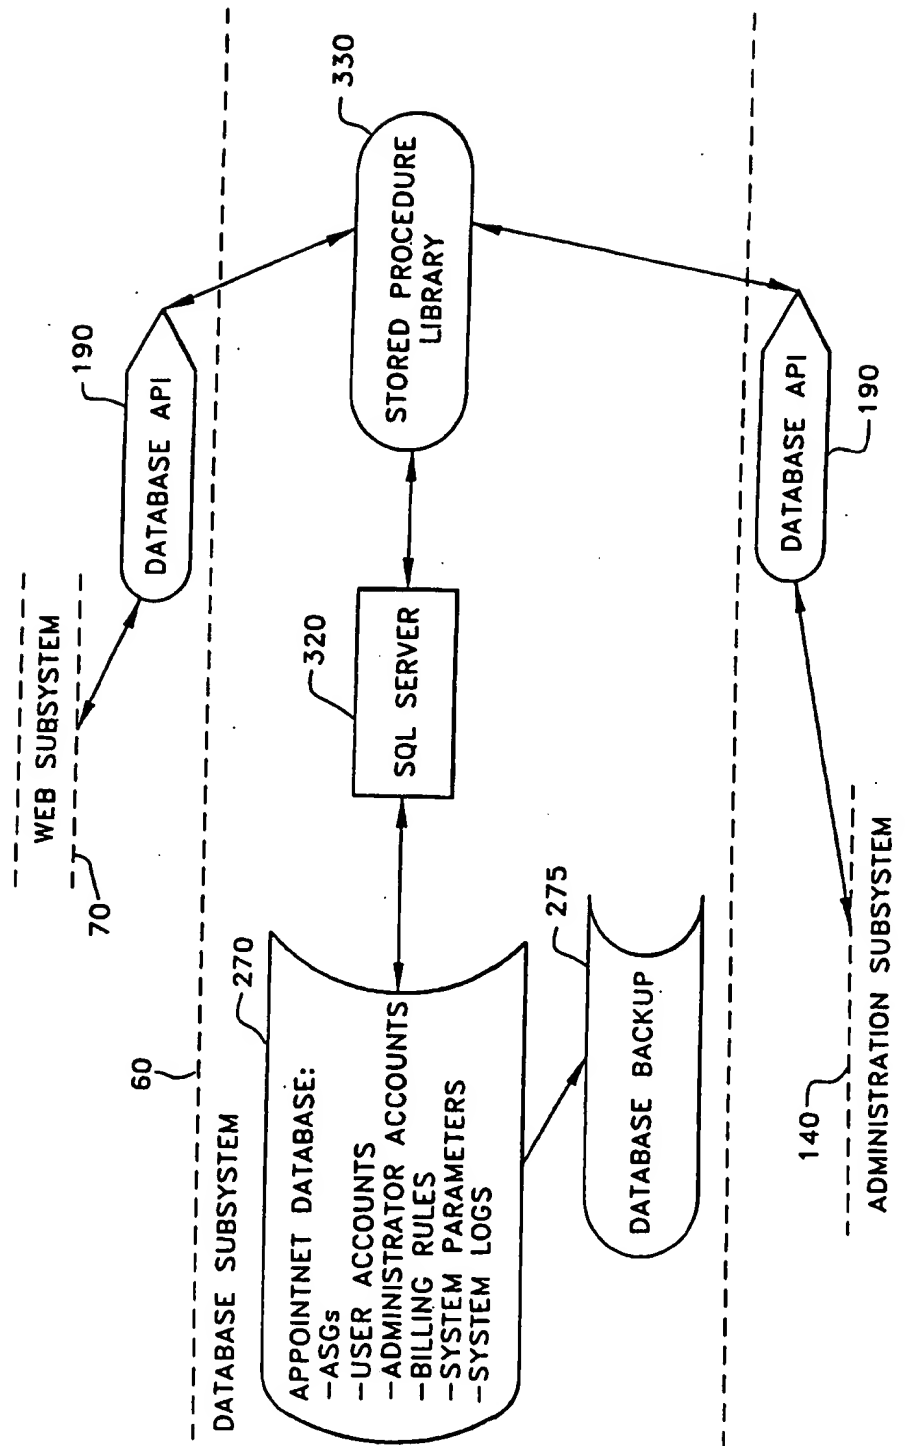 WEB SUBSYSTEM
70
190
DATABASE API
60
DATABASE SUBSYSTEM
270
APPOINTNET DATABASE:
-ASGs
-USER ACCOUNTS
-ADMINISTRATOR ACCOUNTS
-BILLING RULES
-SYSTEM PARAMETERS
-SYSTEM LOGS
320
SQL SERVER
330
STORED PROCEDURE
LIBRARY
275
DATABASE BACKUP
DATABASE API
190
140
ADMINISTRATION SUBSYSTEM